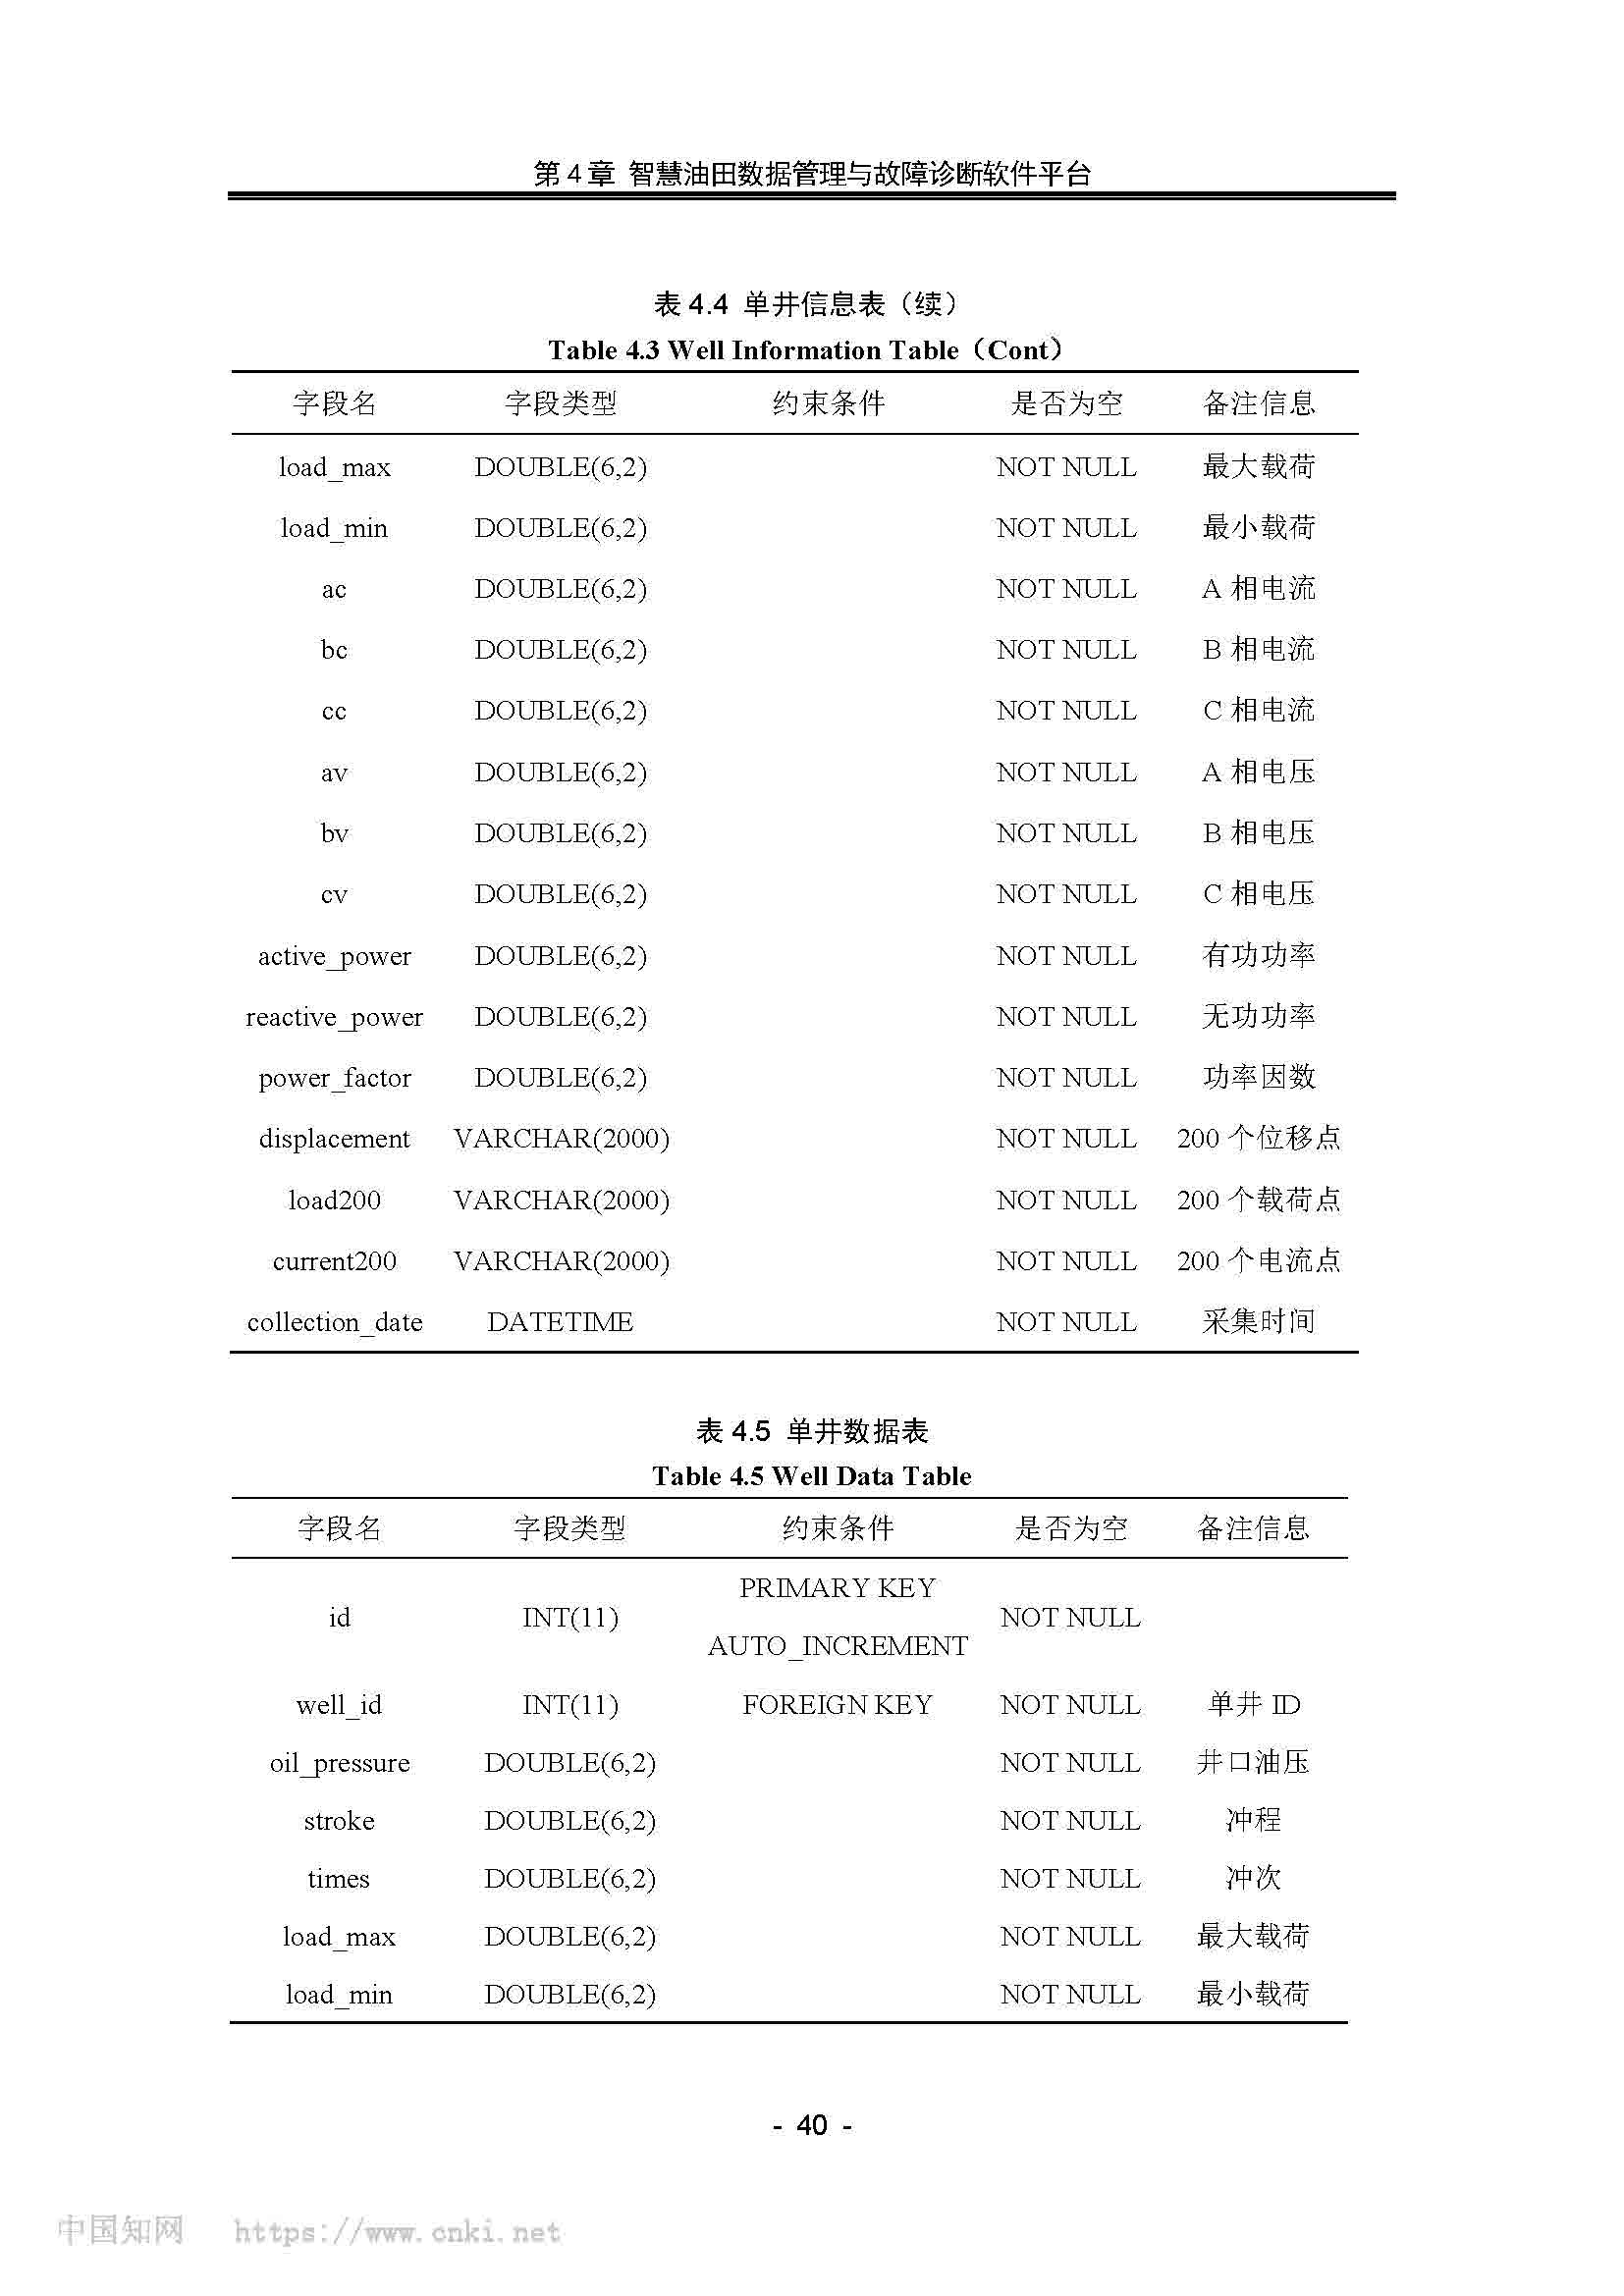 第 4 章 智慧油田数据管理与故障诊断软件平台
表 4.4 单井信息表（续）
Table 4.3 Well Information Table（Cont）
字段名 字段类型 约束条件 是否为空 备注信息
load_max DOUBLE(6,2) NOT NULL 最大载荷
load_min DOUBLE(6,2) NOT NULL 最小载荷
ac DOUBLE(6,2) NOT NULL A 相电流
bc DOUBLE(6,2) NOT NULL B 相电流
cc DOUBLE(6,2) NOT NULL C 相电流
av DOUBLE(6,2) NOT NULL A 相电压
bv DOUBLE(6,2) NOT NULL B 相电压
cv DOUBLE(6,2) NOT NULL C 相电压
active_power DOUBLE(6,2) NOT NULL 有功功率
reactive_power DOUBLE(6,2) NOT NULL 无功功率
power_factor DOUBLE(6,2) NOT NULL 功率因数
displacement VARCHAR(2000) NOT NULL 200 个位移点
load200 VARCHAR(2000) NOT NULL 200 个载荷点
current200 VARCHAR(2000) NOT NULL 200 个电流点
collection_date DATETIME NOT NULL 采集时间
表 4.5 单井数据表
Table 4.5 Well Data Table
字段名 字段类型 约束条件 是否为空 备注信息
PRIMARY KEY
id INT(11) NOT NULL
AUTO_INCREMENT
well_id INT(11) FOREIGN KEY NOT NULL 单井 ID
oil_pressure DOUBLE(6,2) NOT NULL 井口油压
stroke DOUBLE(6,2) NOT NULL 冲程
times DOUBLE(6,2) NOT NULL 冲次
load_max DOUBLE(6,2) NOT NULL 最大载荷
load_min DOUBLE(6,2) NOT NULL 最小载荷
- 40 -
中国知网 https://www.cnki.net